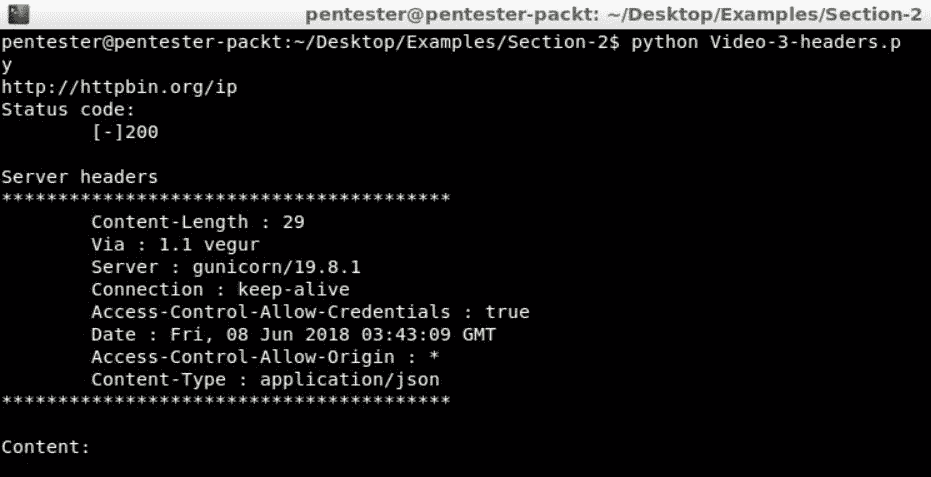 pentester@pentester-packt: ~/Desktop/Examples/Section-2
pentester@pentester-packt:~/Desktop/Examples/Section-2$ python Video-3-headers.p
y
http://httpbin.org/ip
Status code:
[-]200
Server headers
****************************************
Content-Length : 29
Via : 1.1 vegur
Server : gunicorn/19.8.1
Connection : keep-alive
Access-Control-Allow-Credentials : true
Date : Fri, 08 Jun 2018 03:43:09 GMT
Access-Control-Allow-Origin : *
Content-Type : application/json
****************************************
Content: